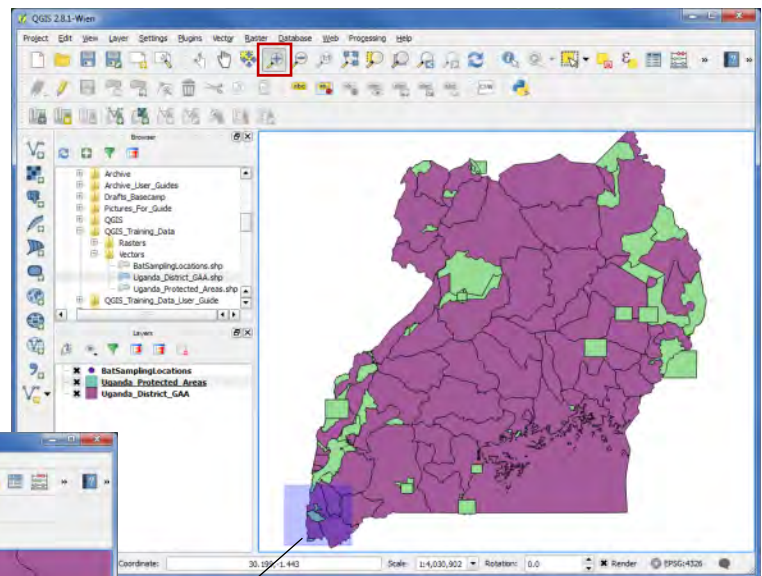 QGIS 2.8.1-Wien
Project Edit View Layer Settings Plugins Vector Raster Database Web Processing Help
Browser
Archive
Archive_User_Guides
Drafts_Basecamp
Pictures_For_Guide
QGIS
QGIS_Training_Data
Rasters
Vectors
BatSamplingLocations.shp
Uganda_District_GAA.shp
Uganda_Protected_Areas.shp
QGIS_Training_Data_User_Guide
Layers
BatSamplingLocations
Uganda_Protected_Areas
Uganda_District_GAA
Coordinate: 30.199,-1.443 Scale 1:4,030,902 Rotation: 0.0 Render EPSG:4326